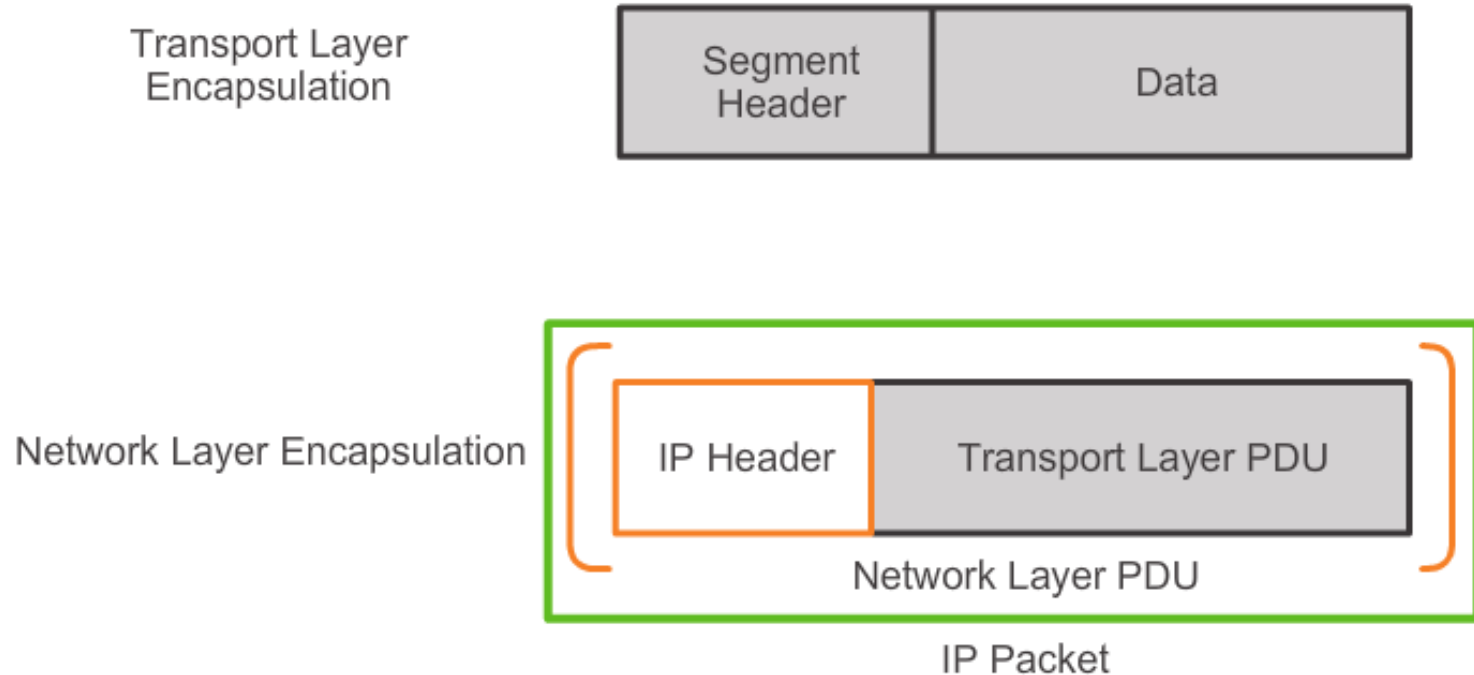 Transport Layer
Encapsulation
Segment
Header
Data
Network Layer Encapsulation
IP Header
Transport Layer PDU
Network Layer PDU
IP Packet